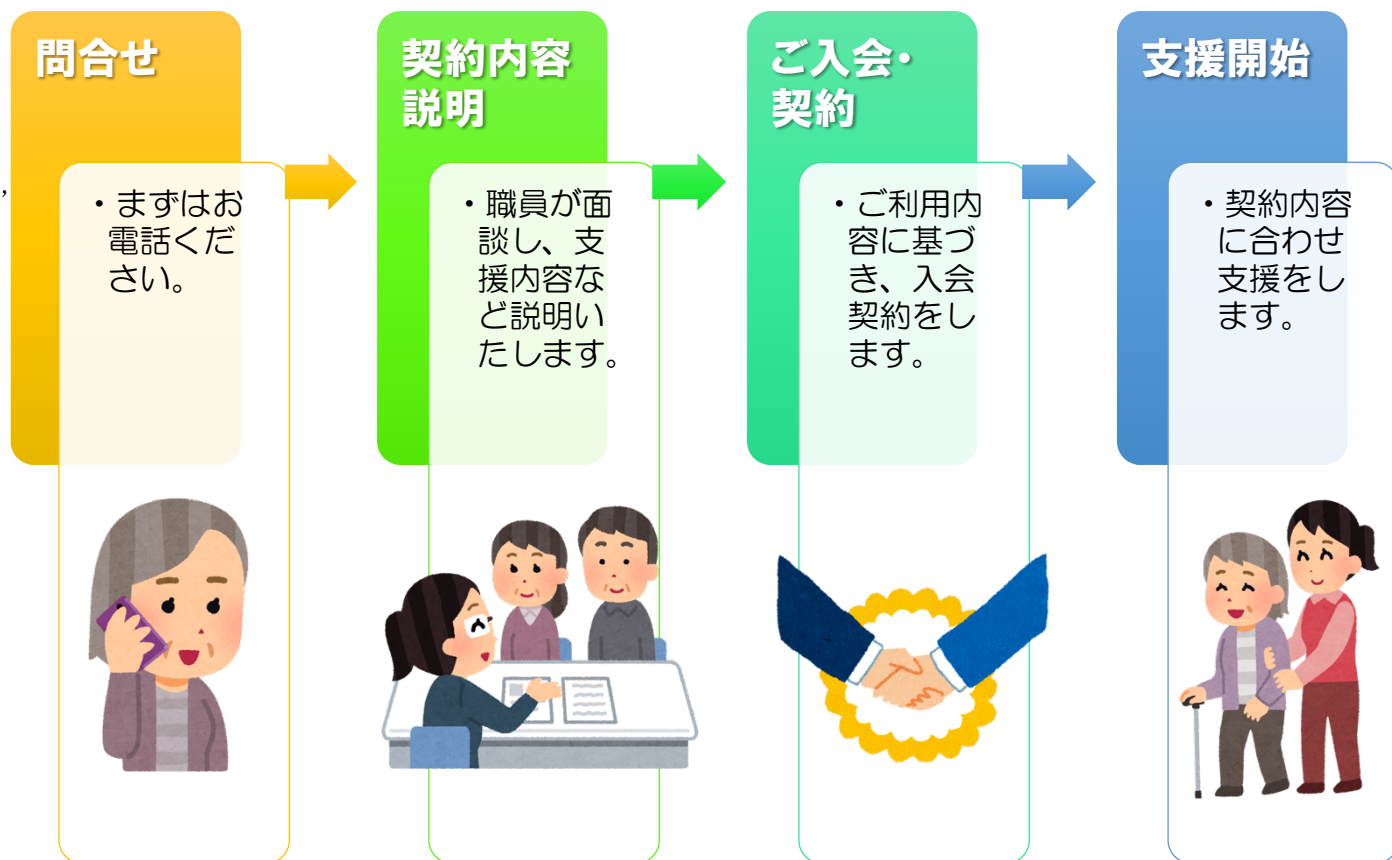 問合せ
・まずはお
電話くだ
さい。
契約内容
説明
・職員が面
談し、支
援内容な
ど説明い
たします。
ご入会・
契約
・ご利用内
容に基づ
き、入会
契約をし
ます。
支援開始
・契約内容
に合わせ
支援をし
ます。